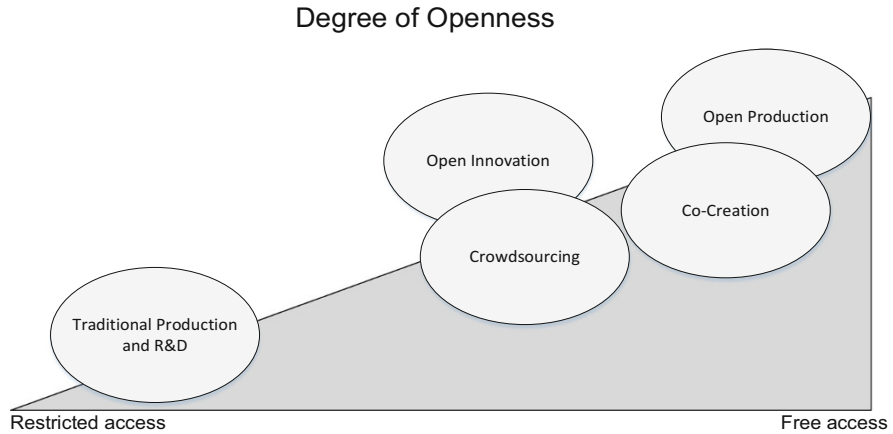 Degree of Openness
Open Production
Open Innovation
Co-Creation
Crowdsourcing
Traditional Production
and R&D
Restricted access
Free access